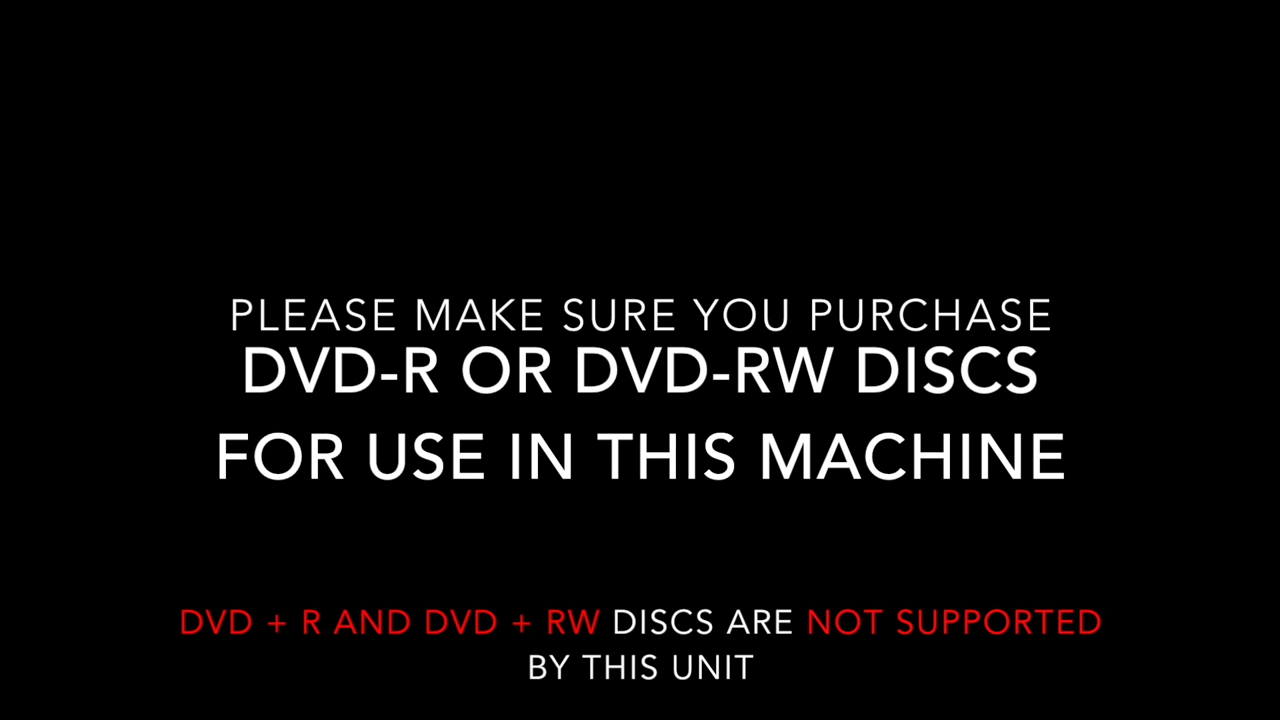 PLEASE MAKE SURE YOU PURCHASE
DVD-R OR DVD-RW DISCS
FOR USE IN THIS MACHINE
DVD + R AND DVD + RW DISCS ARE NOT SUPPORTED
BY THIS UNIT